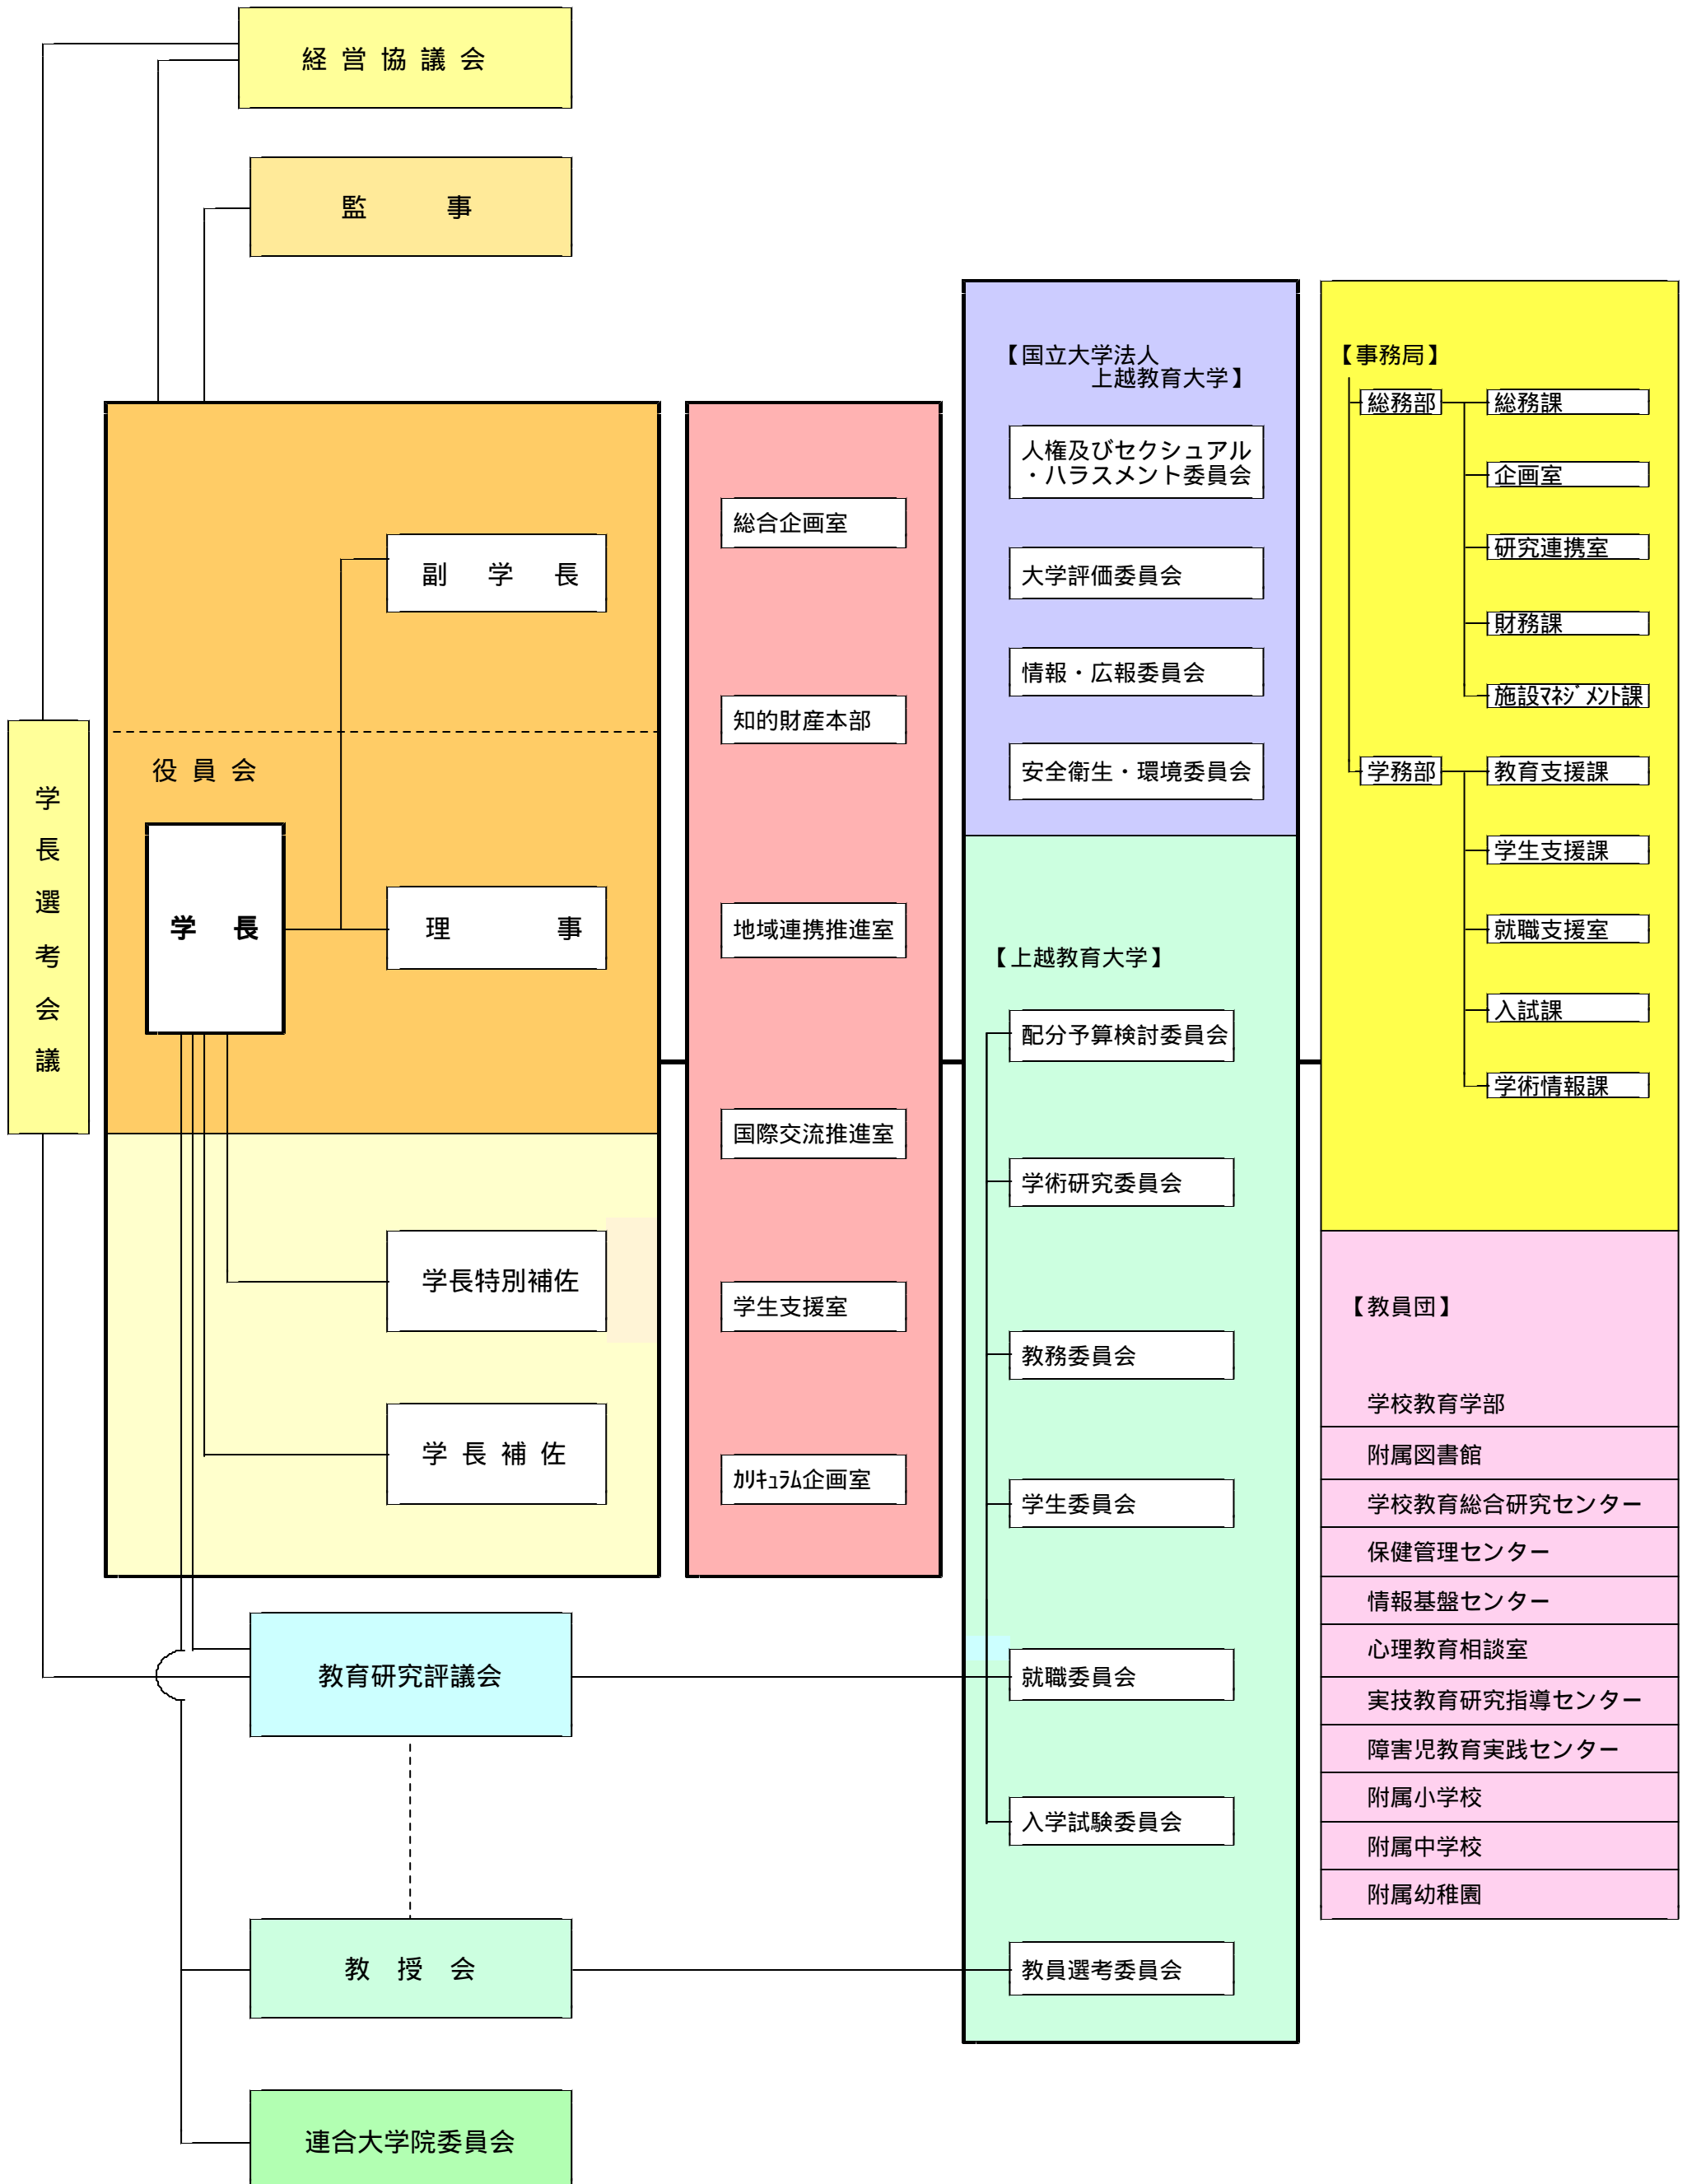 経営協議会
監事
学長選考会議
役員会
学長
副学長
理事
学長特別補佐
学長補佐
教育研究評議会
教授会
連合大学院委員会
総合企画室
知的財産本部
地域連携推進室
国際交流推進室
学生支援室
ｶﾘｷｭﾗﾑ企画室
【国立大学法人
上越教育大学】
人権及びセクシュアル
・ハラスメント委員会
大学評価委員会
情報・広報委員会
安全衛生・環境委員会
【上越教育大学】
配分予算検討委員会
学術研究委員会
教務委員会
学生委員会
就職委員会
入学試験委員会
教員選考委員会
【事務局】
総務部
総務課
企画室
研究連携室
財務課
施設ﾏﾈｼﾞﾒﾝﾄ課
学務部
教育支援課
学生支援課
就職支援室
入試課
学術情報課
【教員団】
学校教育学部
附属図書館
学校教育総合研究センター
保健管理センター
情報基盤センター
心理教育相談室
実技教育研究指導センター
障害児教育実践センター
附属小学校
附属中学校
附属幼稚園